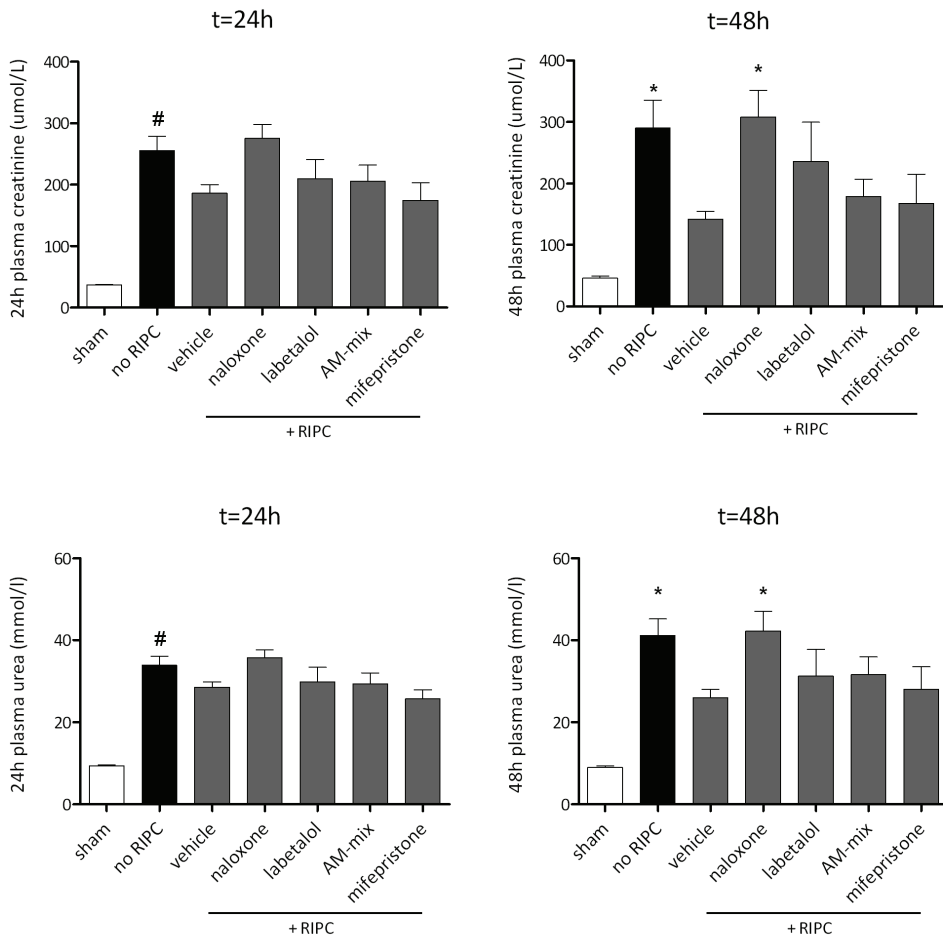 t=24h
24h plasma creatinine (umol/L)
400
300
200
100
0
#
sham
no RIPC
vehicle
naloxone
labetalol
AM-mix
mifepristone
+ RIPC
t=48h
48h plasma creatinine (umol/L)
400
300
200
100
0
*
*
sham
no RIPC
vehicle
naloxone
labetalol
AM-mix
mifepristone
+ RIPC
t=24h
24h plasma urea (mmol/l)
60
40
20
0
#
sham
no RIPC
vehicle
naloxone
labetalol
AM-mix
mifepristone
+ RIPC
t=48h
48h plasma urea (mmol/l)
60
40
20
0
*
*
sham
no RIPC
vehicle
naloxone
labetalol
AM-mix
mifepristone
+ RIPC